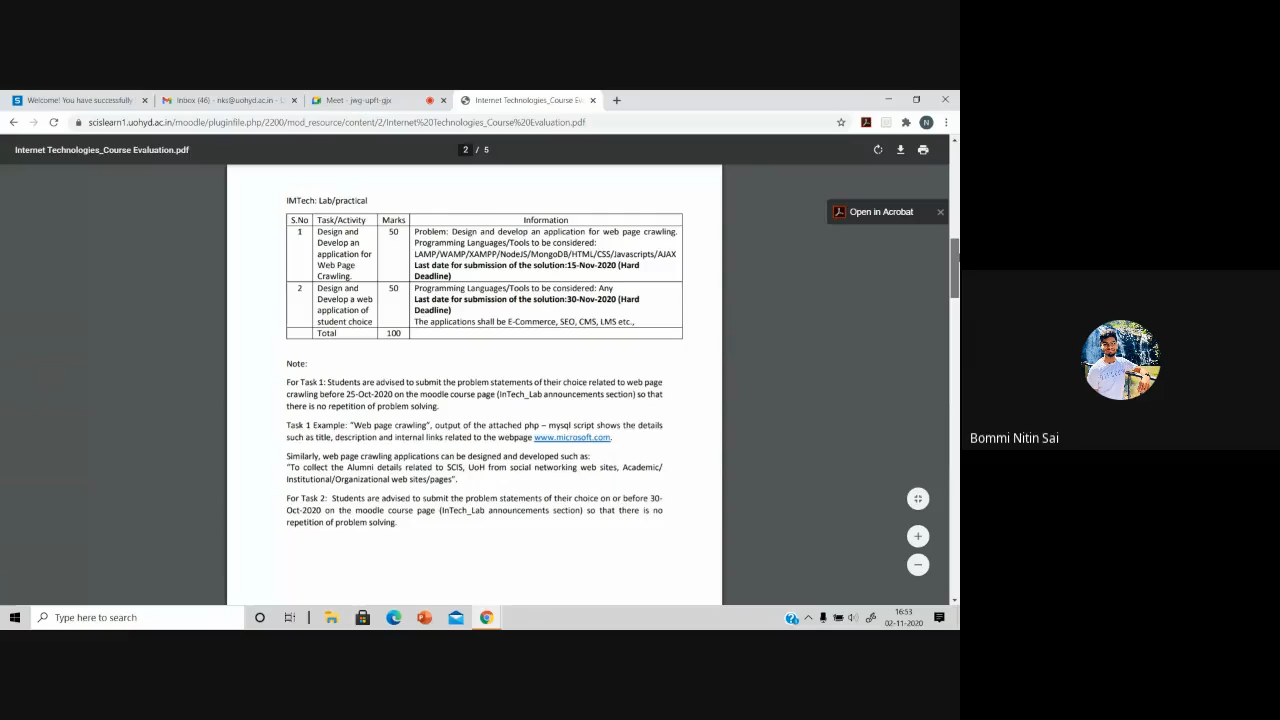 Welcome! You have successfully
Inbox (46) - nks@uohyd.ac.in -
Meet - jwg-upft-gjx
Internet Technologies_Course Ev
scislearn1.uohyd.ac.in/moodle/pluginfile.php/2200/mod_resource/content/2/Internet%20Technologies_Course%20Evaluation.pdf
N
Internet Technologies_Course Evaluation.pdf
2 / 5
Open in Acrobat
IMTech: Lab/practical
S.No Task/Activity Marks Information
1 Design and 50 Problem: Design and develop an application for web page crawling.
Develop an Programming Languages/Tools to be considered:
application for LAMP/WAMP/XAMPP/NodeJS/MongoDB/HTML/CSS/Javascripts/AJAX
Web Page Last date for submission of the solution:15-Nov-2020 (Hard
Crawling. Deadline)
2 Design and 50 Programming Languages/Tools to be considered: Any
Develop a web Last date for submission of the solution:30-Nov-2020 (Hard
application of Deadline)
student choice The applications shall be E-Commerce, SEO, CMS, LMS etc.,
Total 100
Note:
For Task 1: Students are advised to submit the problem statements of their choice related to web page
crawling before 25-Oct-2020 on the moodle course page (InTech_Lab announcements section) so that
there is no repetition of problem solving.
Task 1 Example: “Web page crawling”, output of the attached php – mysql script shows the details
such as title, description and internal links related to the webpage www.microsoft.com.
Similarly, web page crawling applications can be designed and developed such as:
“To collect the Alumni details related to SCIS, UoH from social networking web sites, Academic/
Institutional/Organizational web sites/pages”.
For Task 2: Students are advised to submit the problem statements of their choice on or before 30-
Oct-2020 on the moodle course page (InTech_Lab announcements section) so that there is no
repetition of problem solving.
Bommi Nitin Sai
Type here to search
16:53
02-11-2020